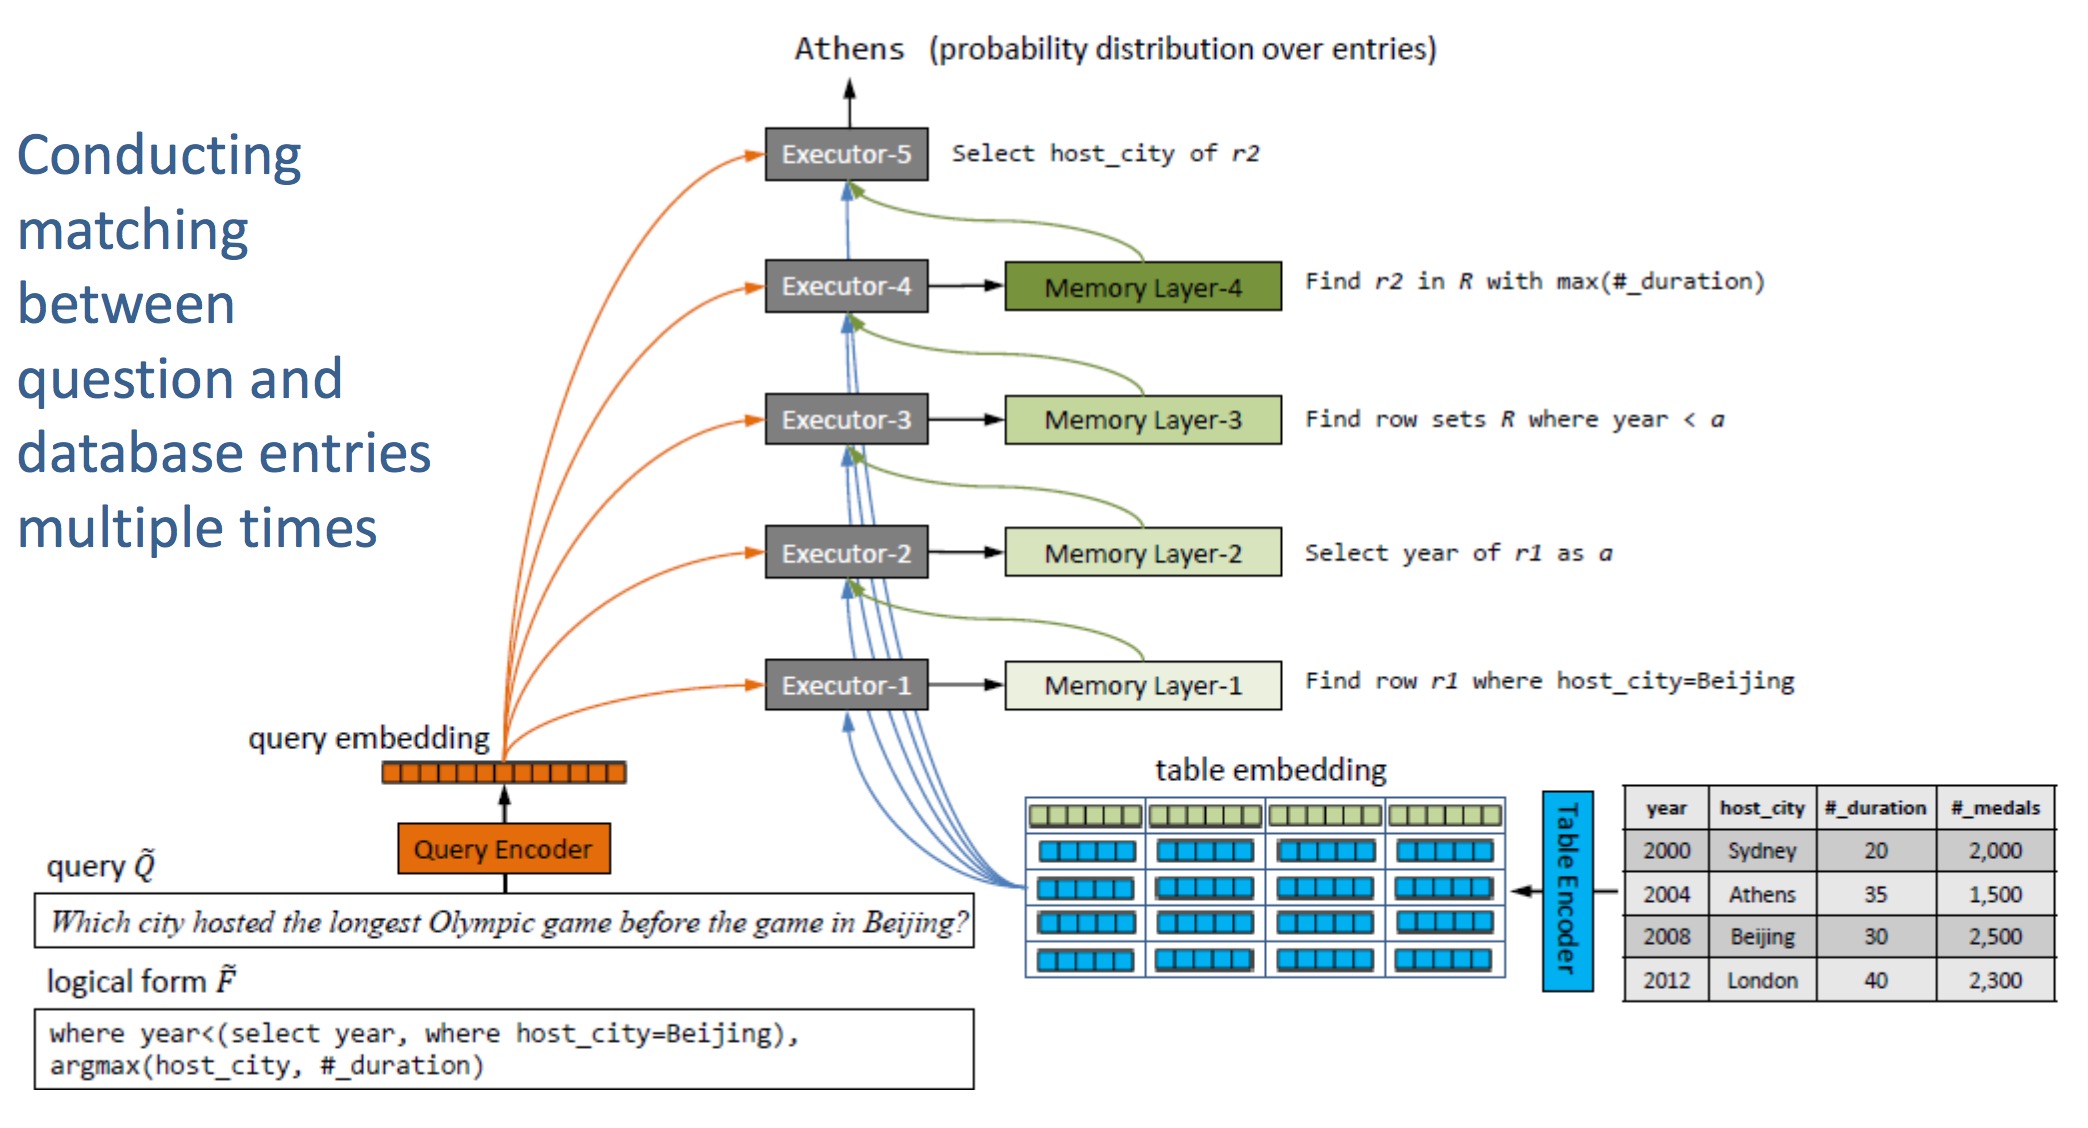 Athens (probability distribution over entries)
Conducting
matching
between
question and
database entries
multiple times
Executor-5 Select host_city of r2
Executor-4 Memory Layer-4 Find r2 in R with max(#_duration)
Executor-3 Memory Layer-3 Find row sets R where year < a
Executor-2 Memory Layer-2 Select year of r1 as a
Executor-1 Memory Layer-1 Find row r1 where host_city=Beijing
query embedding
Query Encoder
query Q̃
Which city hosted the longest Olympic game before the game in Beijing?
logical form F̃
where year<(select year, where host_city=Beijing),
argmax(host_city, #_duration)
table embedding
Table Encoder
year host_city #_duration #_medals
2000 Sydney 20 2,000
2004 Athens 35 1,500
2008 Beijing 30 2,500
2012 London 40 2,300